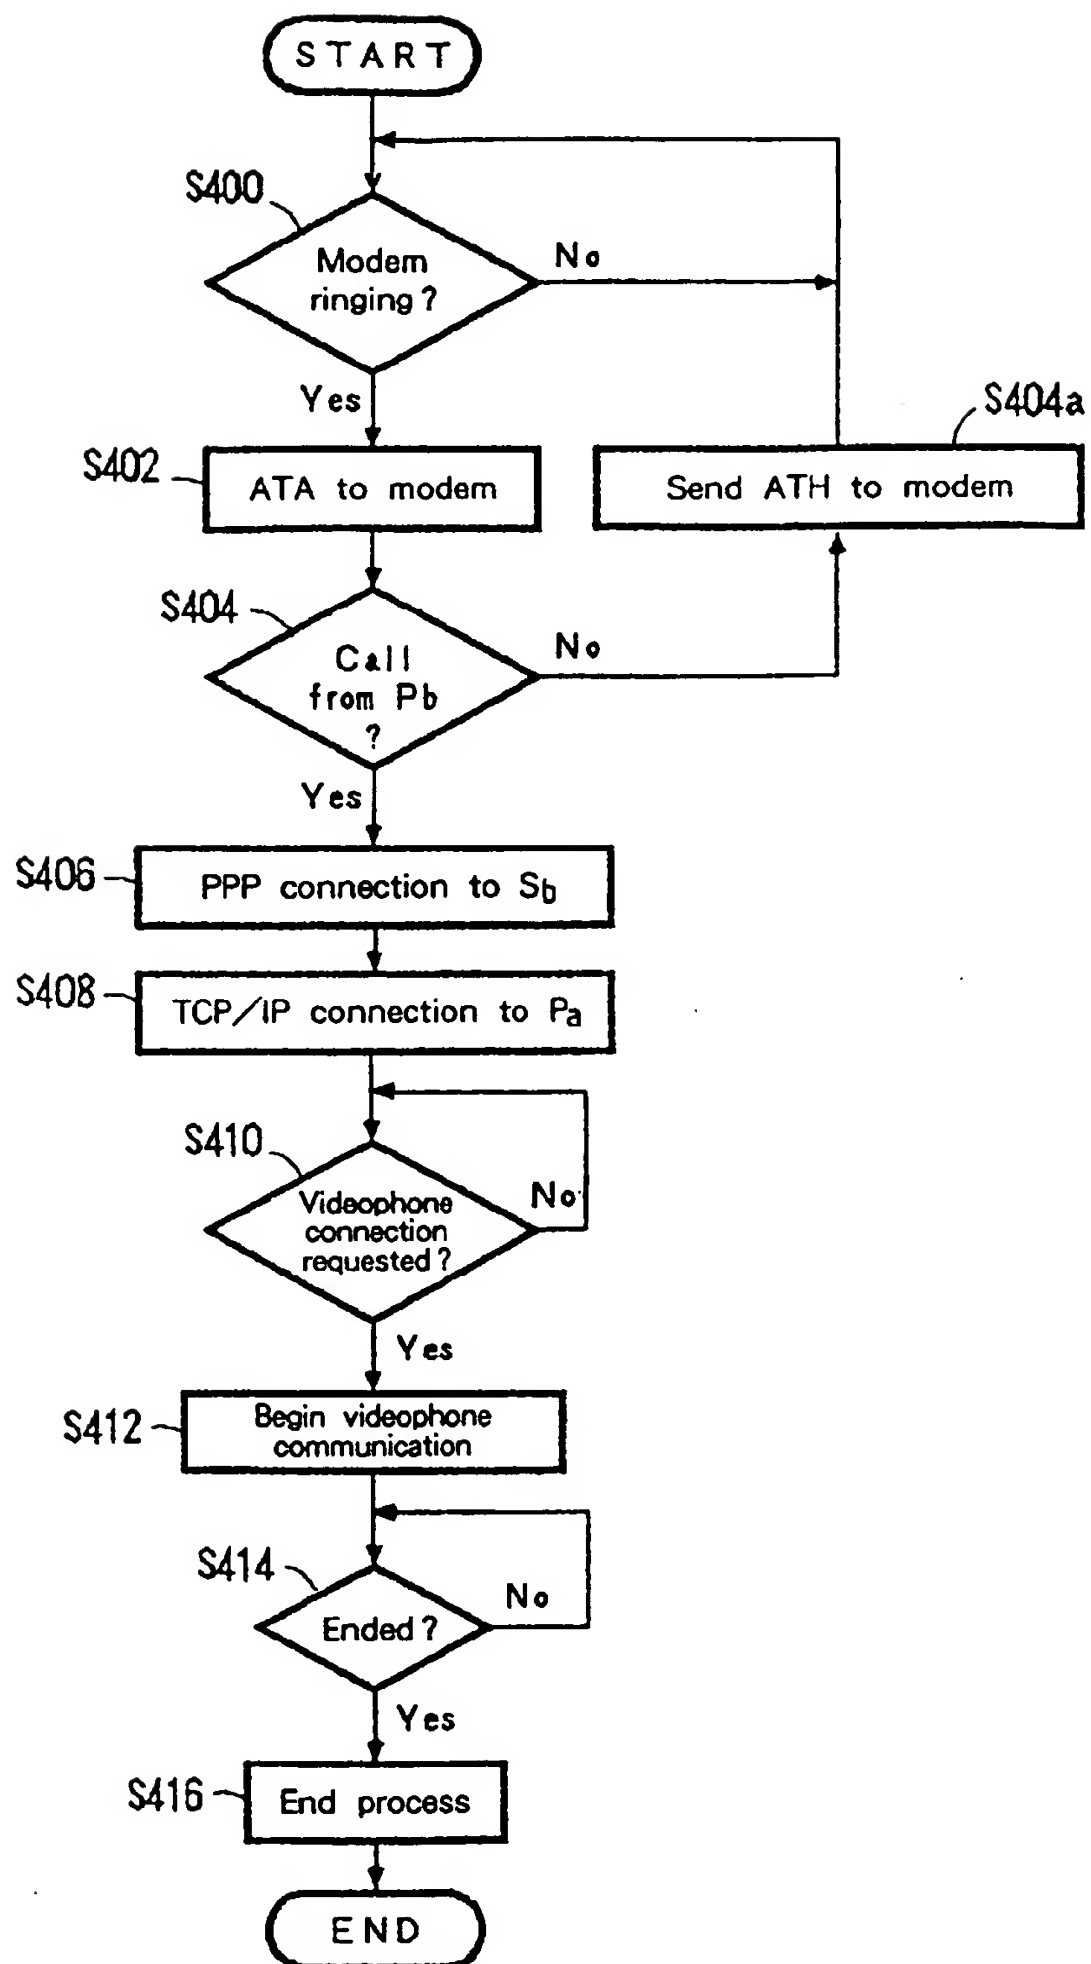 START
S400
Modem
ringing?
No
Yes
S404a
S402
ATA to modem
Send ATH to modem
S404
Call
from Pb
?
No
Yes
S406
PPP connection to Sb
S408
TCP/IP connection to Pa
S410
Videophone
connection
requested?
No
Yes
S412
Begin videophone
communication
S414
Ended?
No
Yes
S416
End process
END